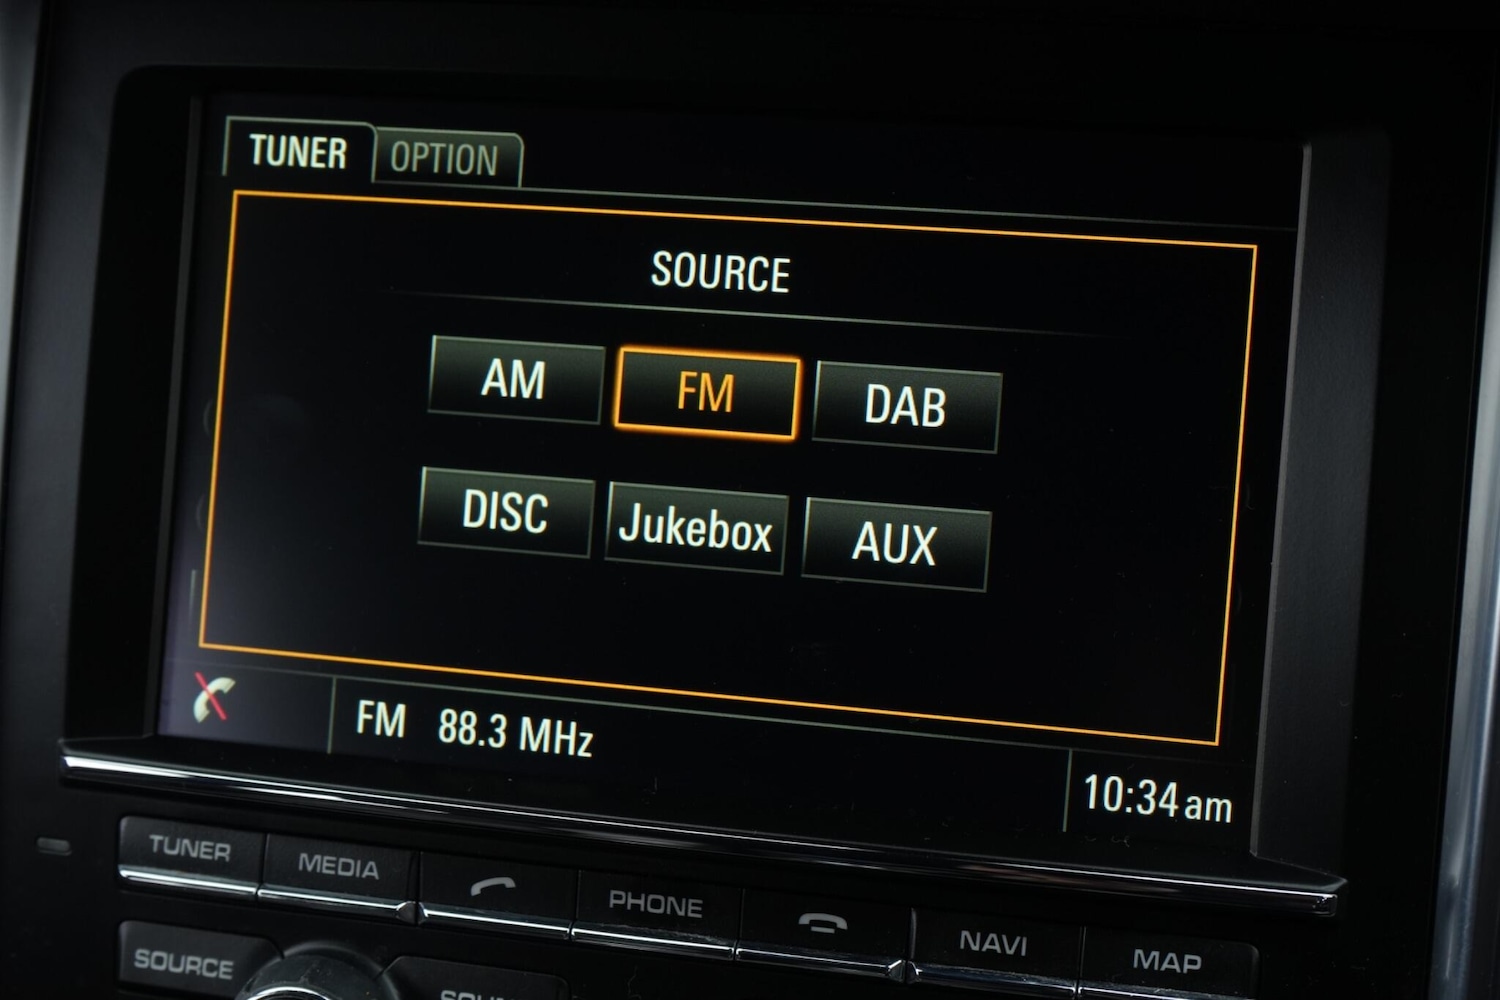 TUNER OPTION
SOURCE
AM FM DAB
DISC Jukebox AUX
FM 88.3 MHz
10:34 am
TUNER MEDIA PHONE NAVI MAP
SOURCE